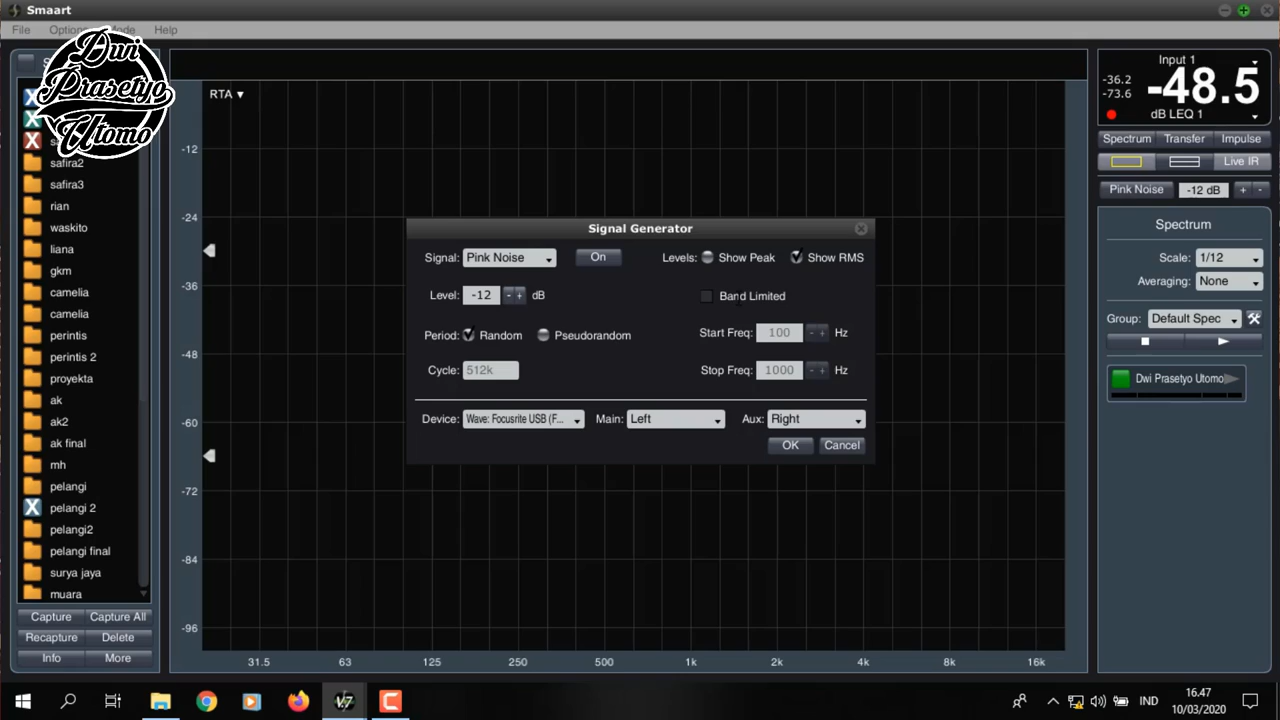 Smaart
File Options Mode Help
Dwi
Prasetyo
Utomo
safira2
safira3
rian
waskito
liana
gkm
camelia
camelia
perintis
perintis 2
proyekta
ak
ak2
ak final
mh
pelangi
pelangi 2
pelangi2
pelangi final
surya jaya
muara
Capture Capture All
Recapture Delete
Info More
RTA
-12
-24
-36
-48
-60
-72
-84
-96
31.5 63 125 250 500 1k 2k 4k 8k 16k
Signal Generator
Signal: Pink Noise On Levels: Show Peak Show RMS
Level: -12 - + dB Band Limited
Period: Random Pseudorandom Start Freq: 100 - + Hz
Cycle: 512k Stop Freq: 1000 - + Hz
Device: Wave: Focusrite USB (F... Main: Left Aux: Right
OK Cancel
Input 1
-36.2
-73.6
-48.5
dB LEQ 1
Spectrum Transfer Impulse
Live IR
Pink Noise -12 dB + -
Spectrum
Scale: 1/12
Averaging: None
Group: Default Spec
Dwi Prasetyo Utomo
V7
IND
16.47
10/03/2020